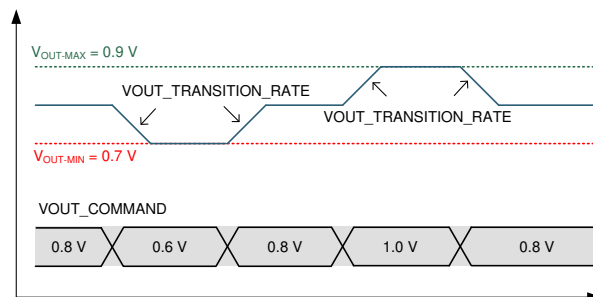 VOUT-MAX = 0.9 V
VOUT_TRANSITION_RATE
VOUT_TRANSITION_RATE
VOUT-MIN = 0.7 V
VOUT_COMMAND
0.8 V 0.6 V 0.8 V 1.0 V 0.8 V